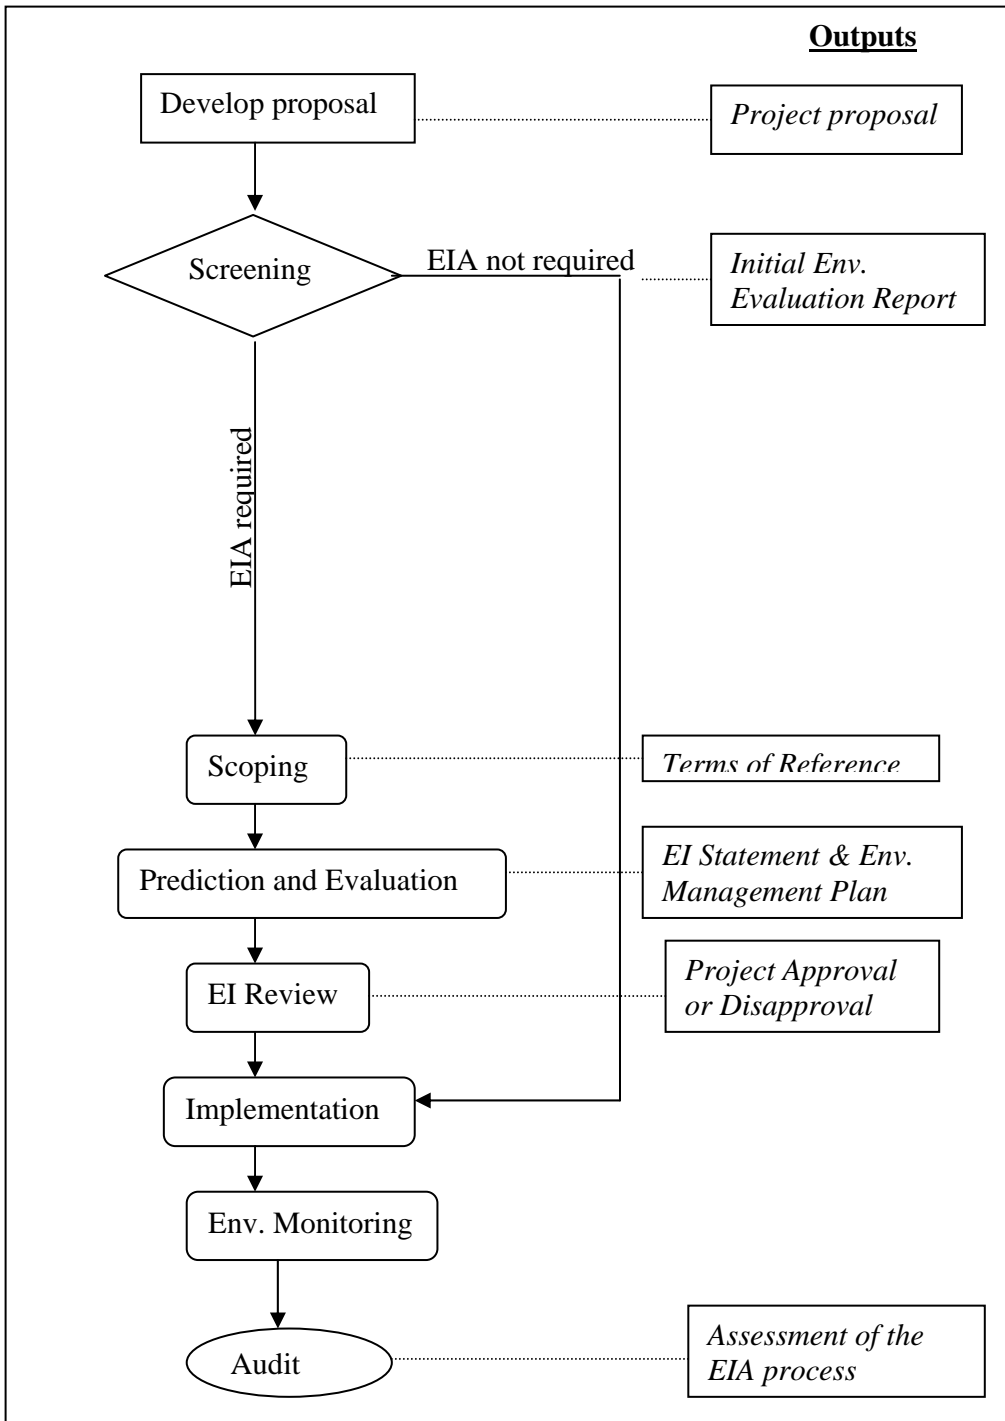 Outputs
Develop proposal
Project proposal
Screening
EIA not required
Initial Env.
Evaluation Report
EIA required
Scoping
Terms of Reference
Prediction and Evaluation
EI Statement & Env.
Management Plan
EI Review
Project Approval
or Disapproval
Implementation
Env. Monitoring
Audit
Assessment of the
EIA process